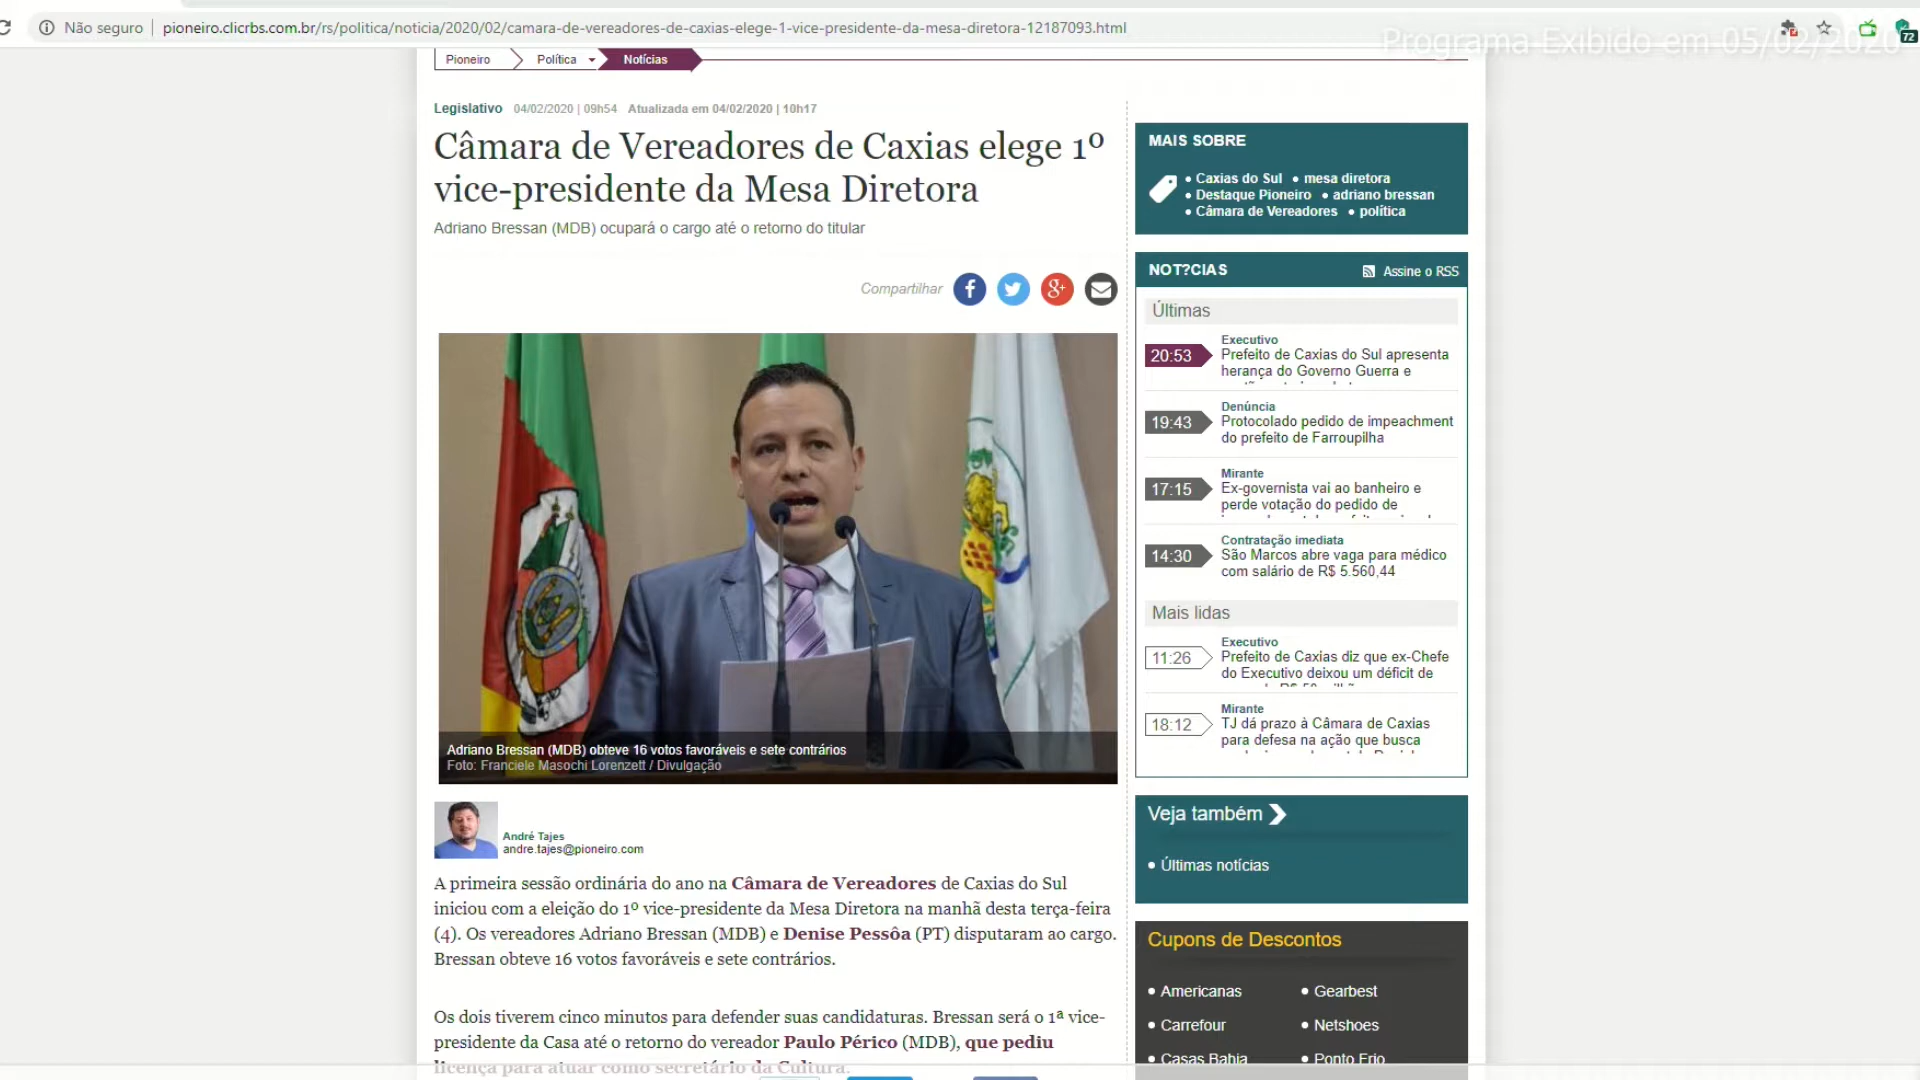 Não seguro
pioneiro.clicrbs.com.br/rs/politica/noticia/2020/02/camara-de-vereadores-de-caxias-elege-1-vice-presidente-da-mesa-diretora-12187093.html
72
Programa Exibido em 05/02/2020
Pioneiro
Política
Notícias
Legislativo 04/02/2020 | 09h54 Atualizada em 04/02/2020 | 10h17
Câmara de Vereadores de Caxias elege 1º
vice-presidente da Mesa Diretora
Adriano Bressan (MDB) ocupará o cargo até o retorno do titular
Compartilhar
Adriano Bressan (MDB) obteve 16 votos favoráveis e sete contrários
Foto: Franciele Masochi Lorenzett / Divulgação
André Tajes
andre.tajes@pioneiro.com
A primeira sessão ordinária do ano na Câmara de Vereadores de Caxias do Sul
iniciou com a eleição do 1º vice-presidente da Mesa Diretora na manhã desta terça-feira
(4). Os vereadores Adriano Bressan (MDB) e Denise Pessôa (PT) disputaram ao cargo.
Bressan obteve 16 votos favoráveis e sete contrários.
Os dois tiverem cinco minutos para defender suas candidaturas. Bressan será o 1ª vice-
presidente da Casa até o retorno do vereador Paulo Périco (MDB), que pediu
licença para atuar como secretário da Cultura.
MAIS SOBRE
• Caxias do Sul • mesa diretora
• Destaque Pioneiro • adriano bressan
• Câmara de Vereadores • política
NOT?CIAS
Assine o RSS
Últimas
20:53
Executivo
Prefeito de Caxias do Sul apresenta
herança do Governo Guerra e
19:43
Denúncia
Protocolado pedido de impeachment
do prefeito de Farroupilha
17:15
Mirante
Ex-governista vai ao banheiro e
perde votação do pedido de
14:30
Contratação imediata
São Marcos abre vaga para médico
com salário de R$ 5.560,44
Mais lidas
11:26
Executivo
Prefeito de Caxias diz que ex-Chefe
do Executivo deixou um déficit de
18:12
Mirante
TJ dá prazo à Câmara de Caxias
para defesa na ação que busca
Veja também
• Últimas notícias
Cupons de Descontos
• Americanas • Gearbest
• Carrefour • Netshoes
• Casas Bahia • Ponto Frio